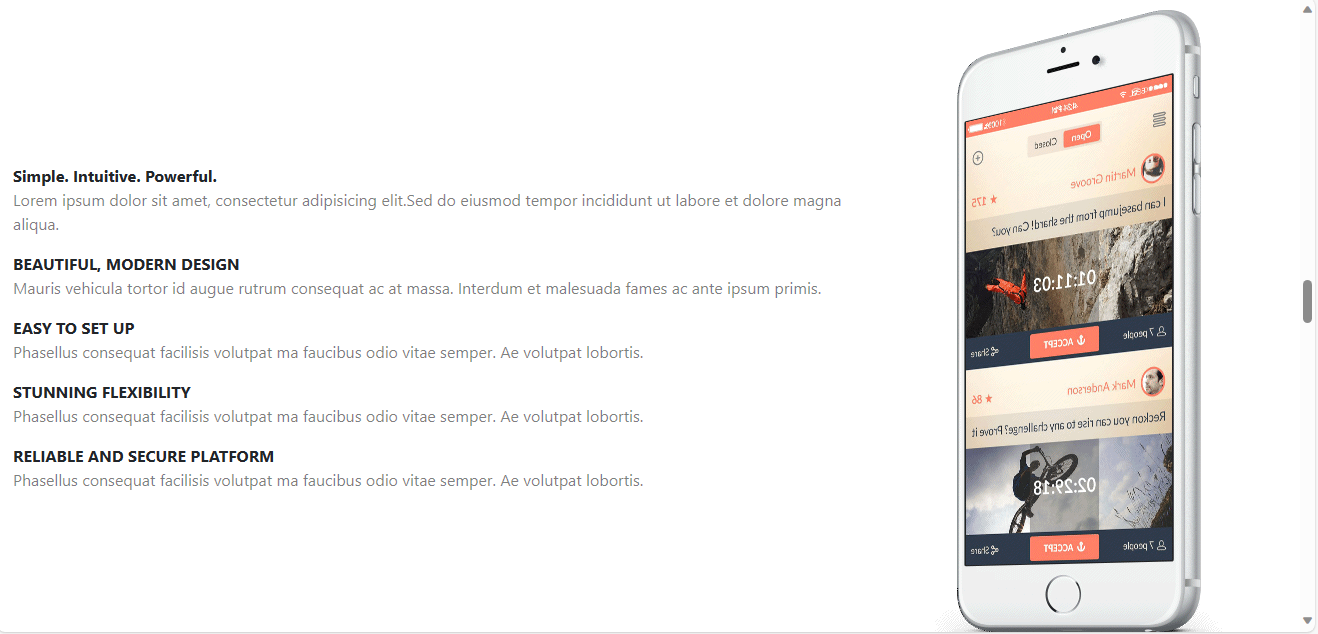 Simple. Intuitive. Powerful.
Lorem ipsum dolor sit amet, consectetur adipisicing elit.Sed do eiusmod tempor incididunt ut labore et dolore magna
aliqua.
BEAUTIFUL, MODERN DESIGN
Mauris vehicula tortor id augue rutrum consequat ac at massa. Interdum et malesuada fames ac ante ipsum primis.
EASY TO SET UP
Phasellus consequat facilisis volutpat ma faucibus odio vitae semper. Ae volutpat lobortis.
STUNNING FLEXIBILITY
Phasellus consequat facilisis volutpat ma faucibus odio vitae semper. Ae volutpat lobortis.
RELIABLE AND SECURE PLATFORM
Phasellus consequat facilisis volutpat ma faucibus odio vitae semper. Ae volutpat lobortis.
4:24 PM
100%
Open Closed
Martin Groove
175
I can basejump from the shard! Can you?
01:11:03
7 people ACCEPT Share
Mark Anderson
86
Reckon you can rise to any challenge? Prove it
02:29:18
7 people ACCEPT Share